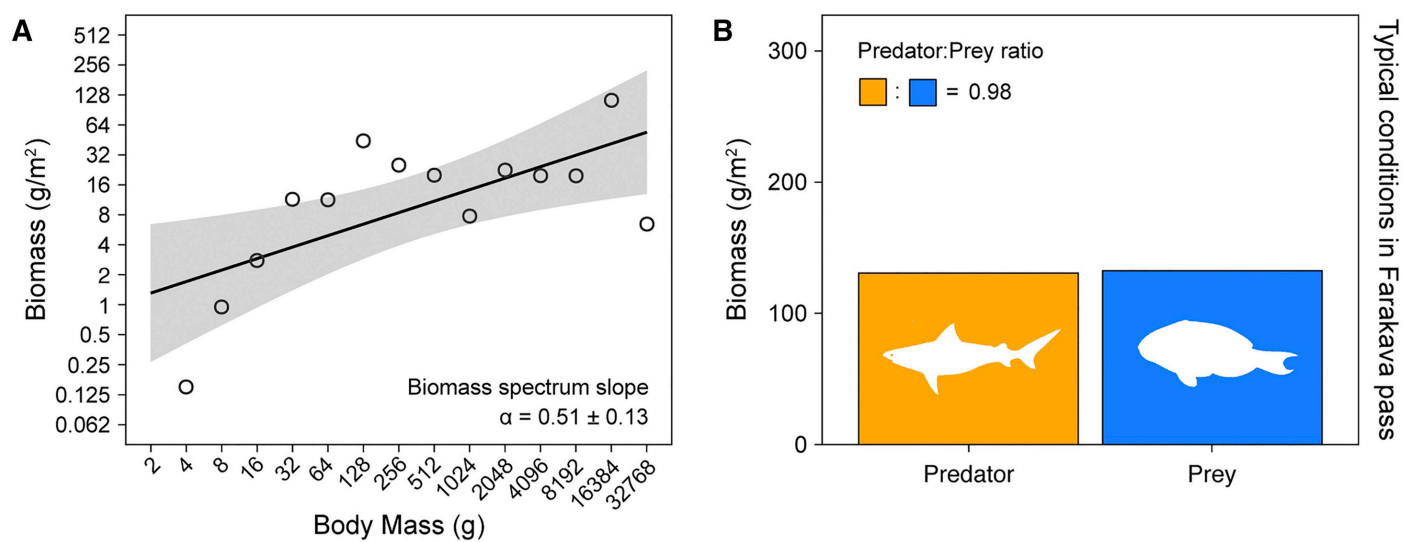 A
Biomass (g/m²)
512
256
128
64
32
16
8
4
2
1
0.5
0.25
0.125
0.062
Biomass spectrum slope
α = 0.51 ± 0.13
2 4 8 16 32 64 128 256 512 1024 2048 4096 8192 16384 32768
Body Mass (g)
B
Biomass (g/m²)
300
200
100
0
Predator:Prey ratio
: = 0.98
Predator Prey
Typical conditions in Farakava pass